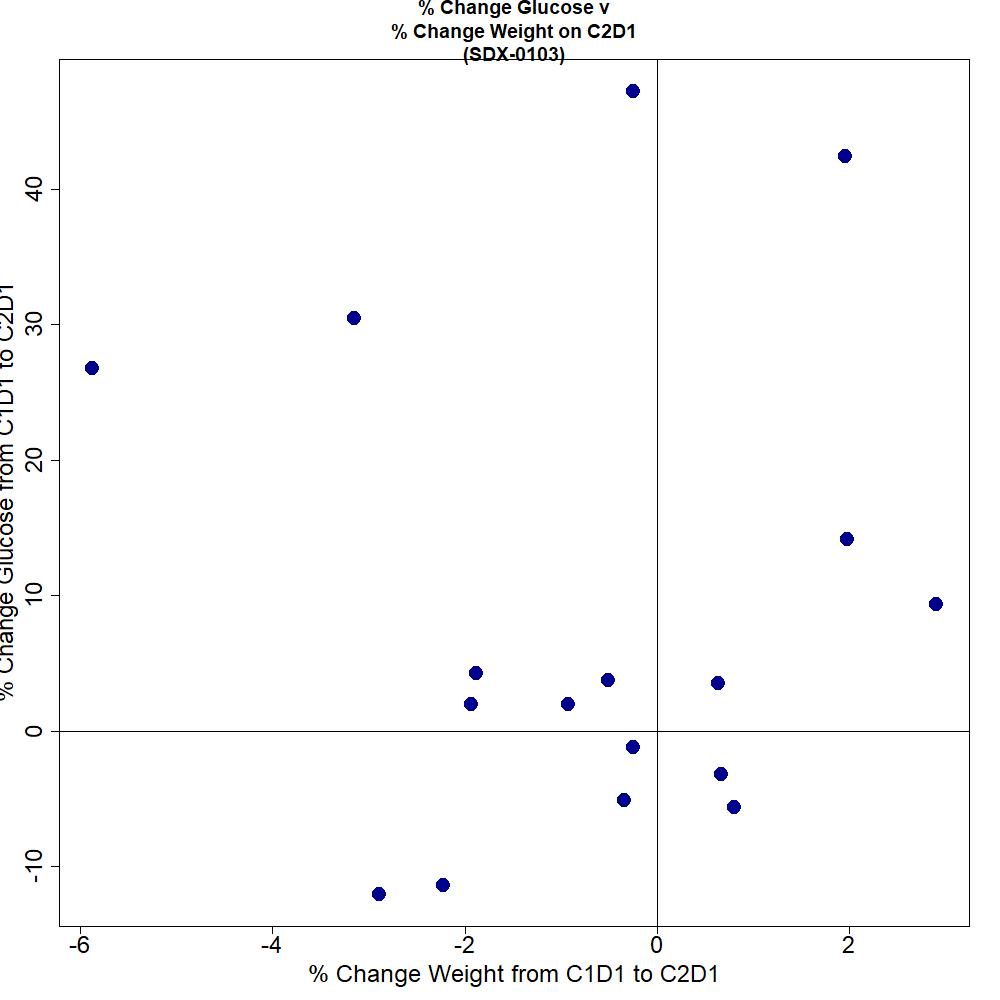 % Change Glucose v
% Change Weight on C2D1
(SDX-0103)
% Change Glucose from C1D1 to C2D1
40
30
20
10
0
-10
-6
-4
-2
0
2
% Change Weight from C1D1 to C2D1